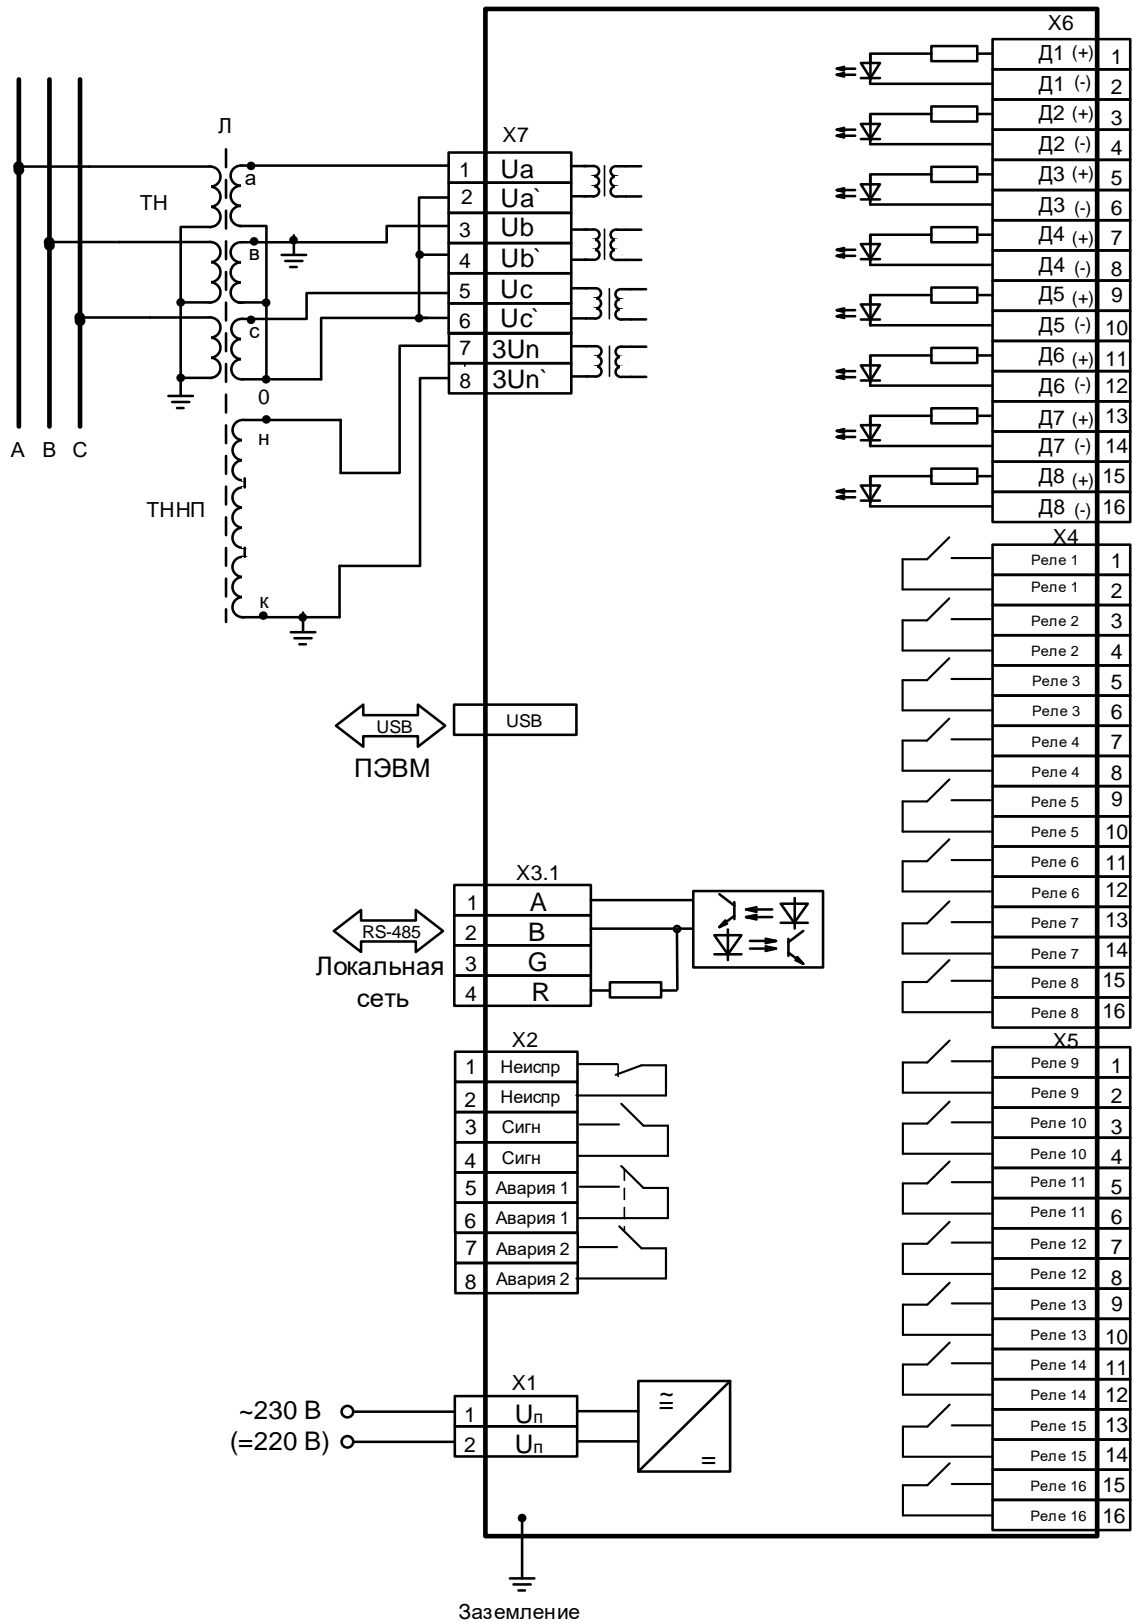 Л
ТН
а
в
с
0
н
ТННП
к
A B C
X7
1 Ua
2 Ua`
3 Ub
4 Ub`
5 Uc
6 Uc`
7 3Un
8 3Un`
USB
USB
ПЭВМ
X3.1
1 A
2 B
3 G
4 R
RS-485
Локальная
сеть
X2
1 Неиспр
2 Неиспр
3 Сигн
4 Сигн
5 Авария 1
6 Авария 1
7 Авария 2
8 Авария 2
X1
1 Uп
2 Uп
~230 В
(=220 В)
≂
=
Заземление
X6
Д1 (+) 1
Д1 (-) 2
Д2 (+) 3
Д2 (-) 4
Д3 (+) 5
Д3 (-) 6
Д4 (+) 7
Д4 (-) 8
Д5 (+) 9
Д5 (-) 10
Д6 (+) 11
Д6 (-) 12
Д7 (+) 13
Д7 (-) 14
Д8 (+) 15
Д8 (-) 16
X4
Реле 1 1
Реле 1 2
Реле 2 3
Реле 2 4
Реле 3 5
Реле 3 6
Реле 4 7
Реле 4 8
Реле 5 9
Реле 5 10
Реле 6 11
Реле 6 12
Реле 7 13
Реле 7 14
Реле 8 15
Реле 8 16
X5
Реле 9 1
Реле 9 2
Реле 10 3
Реле 10 4
Реле 11 5
Реле 11 6
Реле 12 7
Реле 12 8
Реле 13 9
Реле 13 10
Реле 14 11
Реле 14 12
Реле 15 13
Реле 15 14
Реле 16 15
Реле 16 16